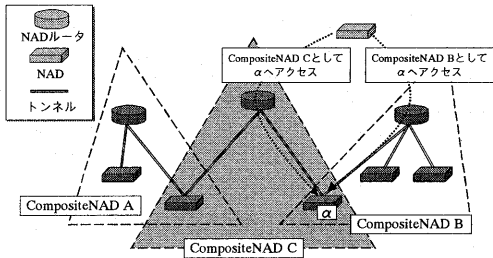 NADルータ
NAD
トンネル
CompositeNAD Cとして
αへアクセス
CompositeNAD Bとして
αへアクセス
CompositeNAD A
α
CompositeNAD B
CompositeNAD C